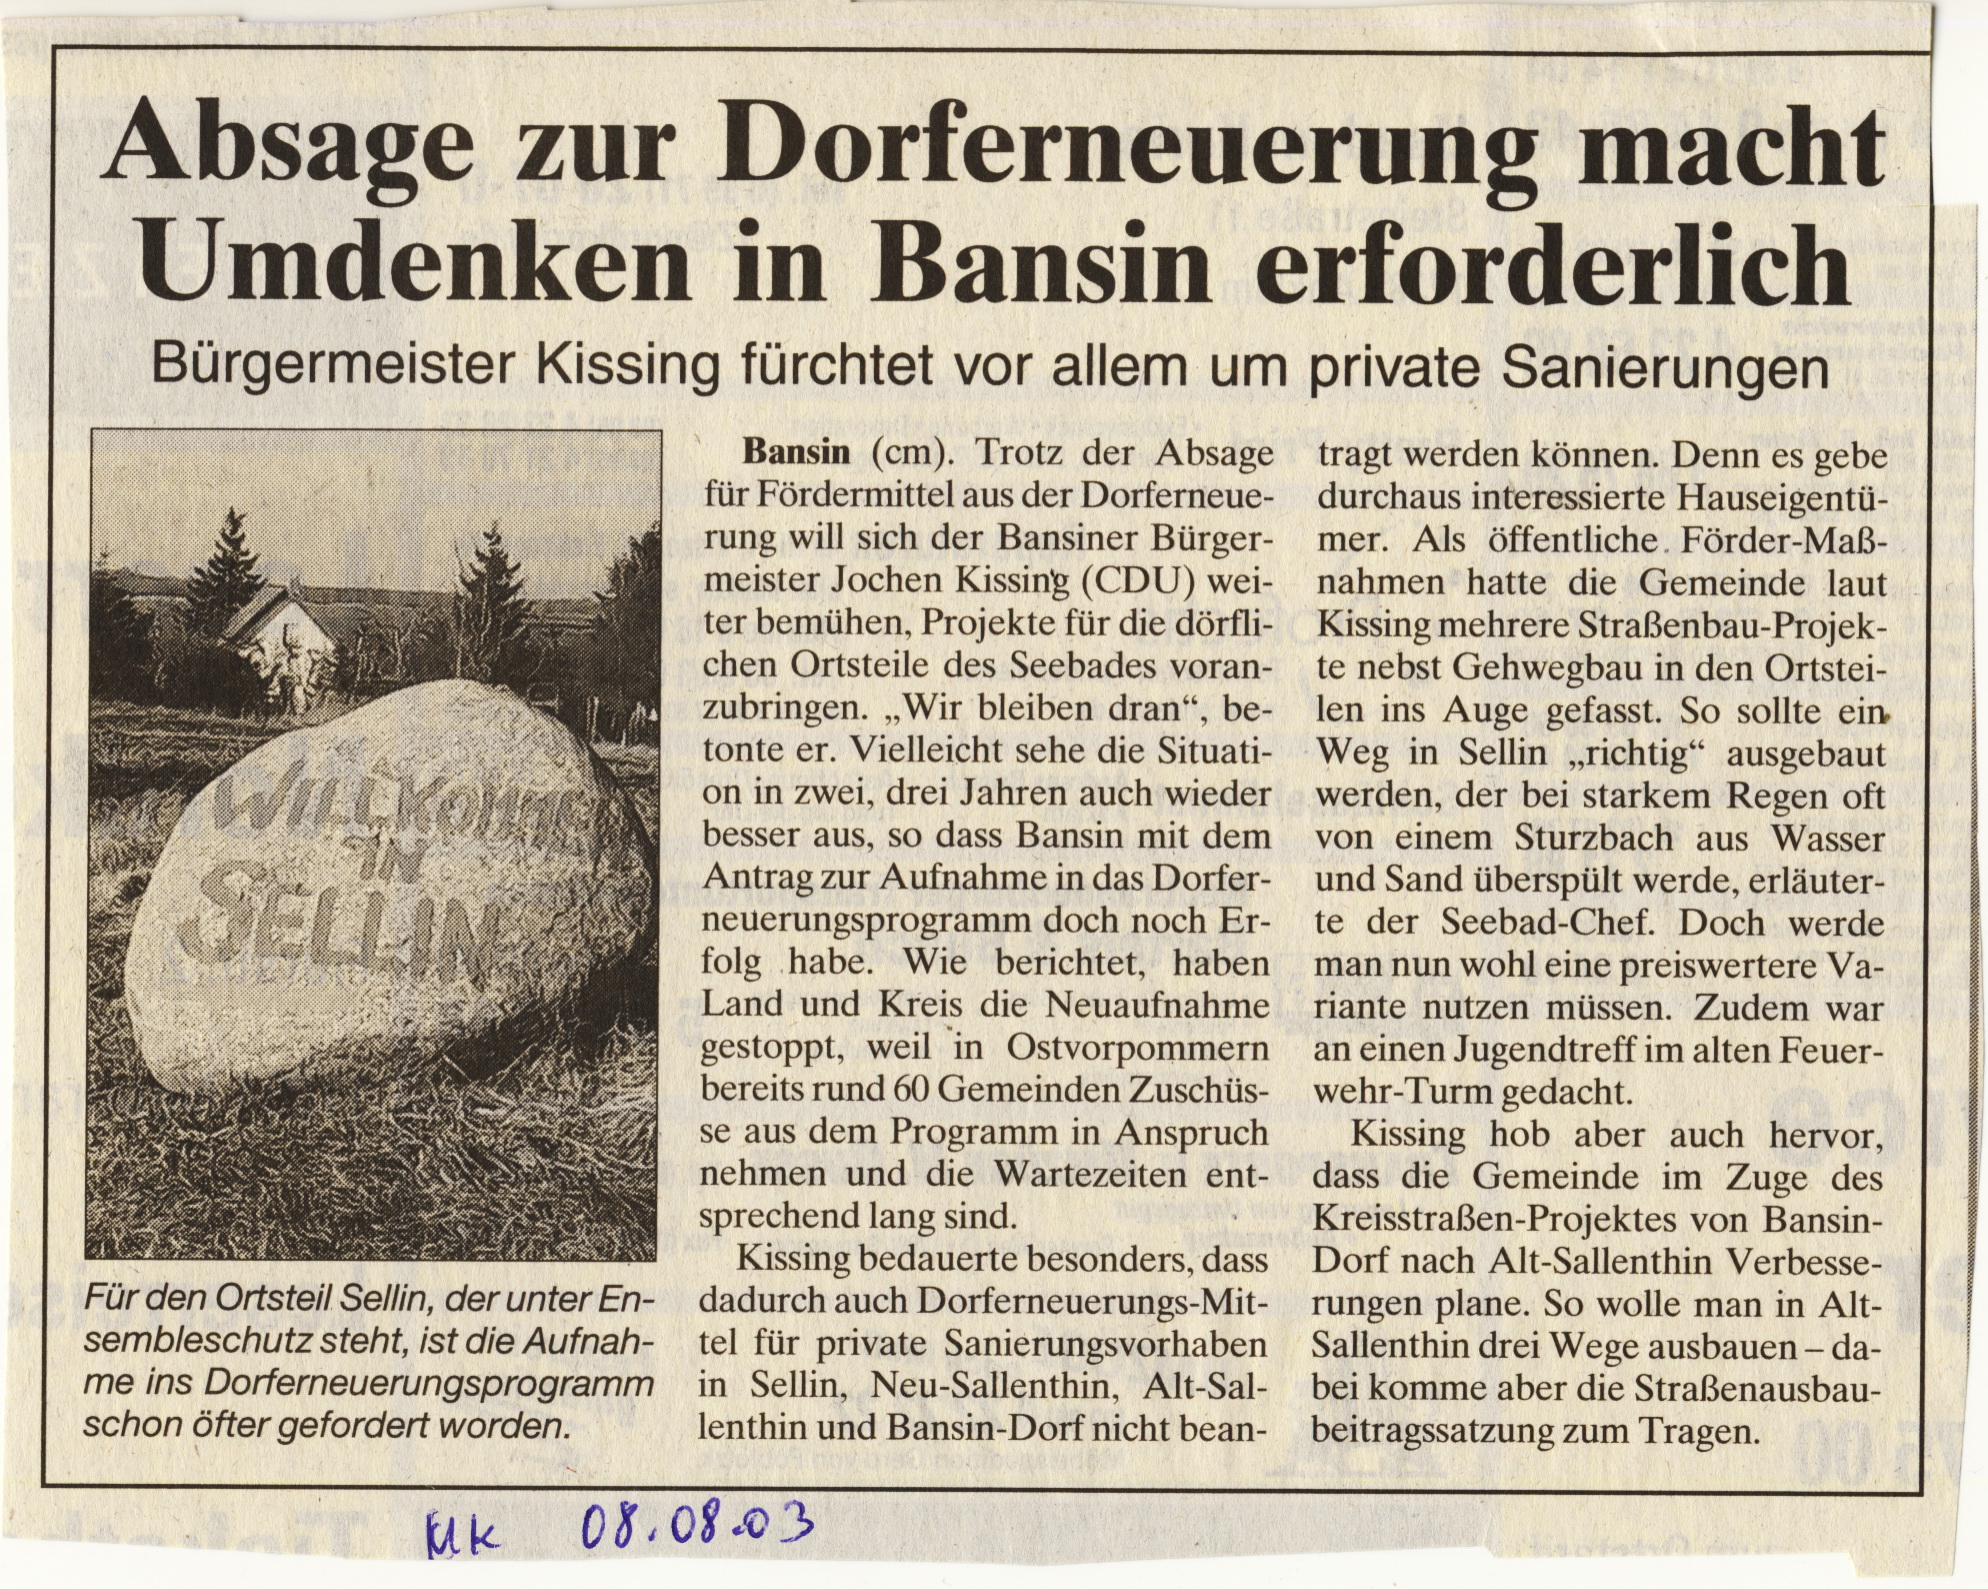 Absage zur Dorferneuerung macht
Umdenken in Bansin erforderlich
Bürgermeister Kissing fürchtet vor allem um private Sanierungen
WILLKOMM
IN
SELLIN
Für den Ortsteil Sellin, der unter En-
sembleschutz steht, ist die Aufnah-
me ins Dorferneuerungsprogramm
schon öfter gefordert worden.
Bansin (cm). Trotz der Absage
für Fördermittel aus der Dorferneue-
rung will sich der Bansiner Bürger-
meister Jochen Kissing (CDU) wei-
ter bemühen, Projekte für die dörfli-
chen Ortsteile des Seebades voran-
zubringen. „Wir bleiben dran“, be-
tonte er. Vielleicht sehe die Situati-
on in zwei, drei Jahren auch wieder
besser aus, so dass Bansin mit dem
Antrag zur Aufnahme in das Dorfer-
neuerungsprogramm doch noch Er-
folg habe. Wie berichtet, haben
Land und Kreis die Neuaufnahme
gestoppt, weil in Ostvorpommern
bereits rund 60 Gemeinden Zuschüs-
se aus dem Programm in Anspruch
nehmen und die Wartezeiten ent-
sprechend lang sind.
Kissing bedauerte besonders, dass
dadurch auch Dorferneuerungs-Mit-
tel für private Sanierungsvorhaben
in Sellin, Neu-Sallenthin, Alt-Sal-
lenthin und Bansin-Dorf nicht bean-
tragt werden können. Denn es gebe
durchaus interessierte Hauseigentü-
mer. Als öffentliche Förder-Maß-
nahmen hatte die Gemeinde laut
Kissing mehrere Straßenbau-Projek-
te nebst Gehwegbau in den Ortstei-
len ins Auge gefasst. So sollte ein
Weg in Sellin „richtig“ ausgebaut
werden, der bei starkem Regen oft
von einem Sturzbach aus Wasser
und Sand überspült werde, erläuter-
te der Seebad-Chef. Doch werde
man nun wohl eine preiswertere Va-
riante nutzen müssen. Zudem war
an einen Jugendtreff im alten Feuer-
wehr-Turm gedacht.
Kissing hob aber auch hervor,
dass die Gemeinde im Zuge des
Kreisstraßen-Projektes von Bansin-
Dorf nach Alt-Sallenthin Verbesse-
rungen plane. So wolle man in Alt-
Sallenthin drei Wege ausbauen – da-
bei komme aber die Straßenausbau-
beitragssatzung zum Tragen.
MK 08.08.03